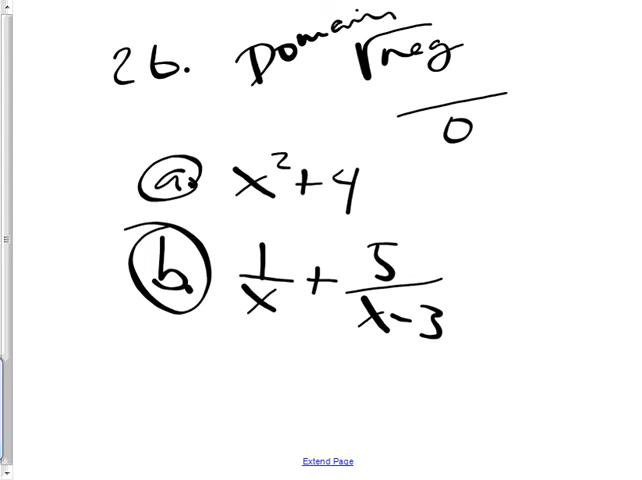 26. Domain √neg
—
0
a. x² + 4
b. 1/x + 5/(x-3)
Extend Page